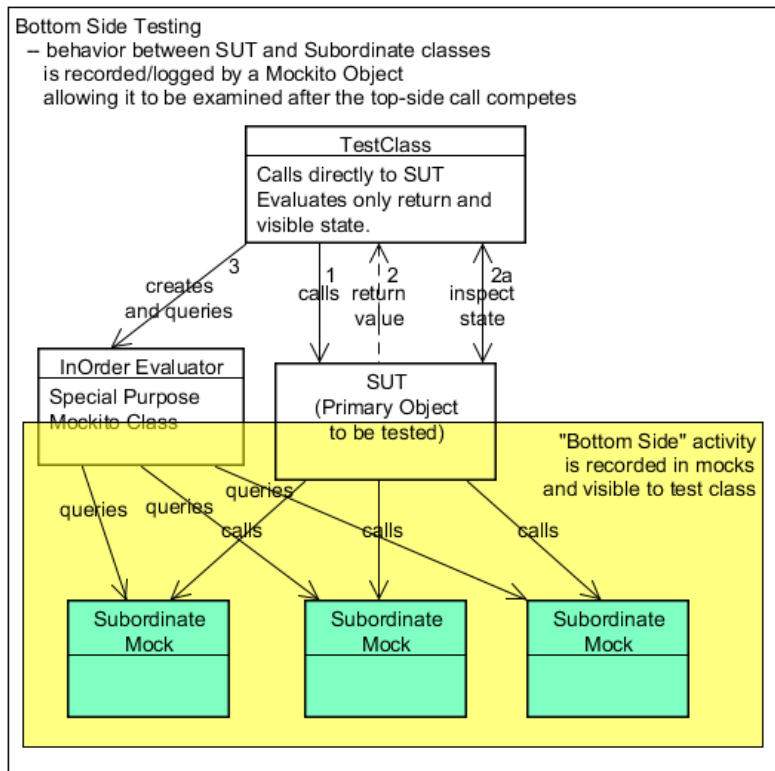 Bottom Side Testing
-- behavior between SUT and Subordinate classes
is recorded/logged by a Mockito Object
allowing it to be examined after the top-side call competes
TestClass
Calls directly to SUT
Evaluates only return and
visible state.
3
creates
and queries
1
calls
2
return
value
2a
inspect
state
InOrder Evaluator
Special Purpose
Mockito Class
SUT
(Primary Object
to be tested)
"Bottom Side" activity
is recorded in mocks
and visible to test class
queries
queries
queries
calls
calls
calls
Subordinate
Mock
Subordinate
Mock
Subordinate
Mock